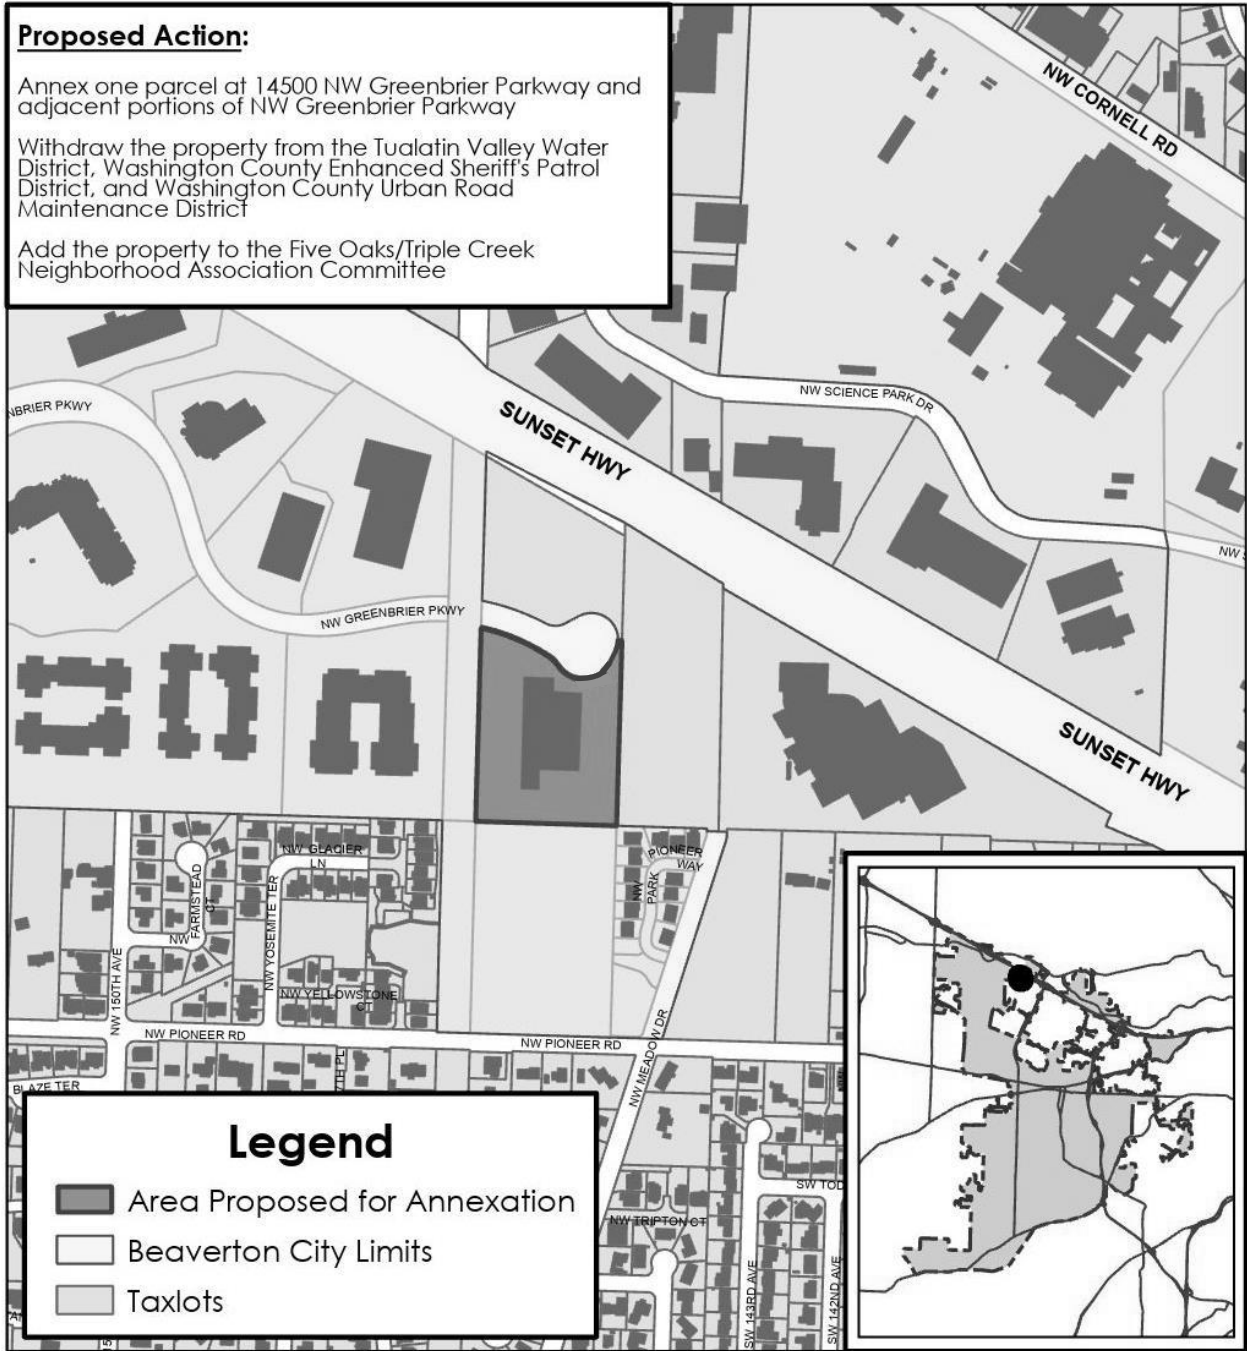 Proposed Action:
Annex one parcel at 14500 NW Greenbrier Parkway and
adjacent portions of NW Greenbrier Parkway
Withdraw the property from the Tualatin Valley Water
District, Washington County Enhanced Sheriff's Patrol
District, and Washington County Urban Road
Maintenance District
Add the property to the Five Oaks/Triple Creek
Neighborhood Association Committee
NW CORNELL RD
NW SCIENCE PARK DR
NBRIER PKWY
SUNSET HWY
NW S
NW GREENBRIER PKWY
SUNSET HWY
NW GLACIER
LN
PIONEER
WAY
NW
PARK
FARMSTEAD
CT
NW
NW YOSEMITE TER
NW 150TH AVE
NW YELLOWSTONE
CT
NW PIONEER RD
NW PIONEER RD
NW MEADOW DR
BLAZE TER
71H PL
SW TOD
NW TRIPTON CT
SW 143RD AVE
SW 142ND AVE
Legend
Area Proposed for Annexation
Beaverton City Limits
Taxlots